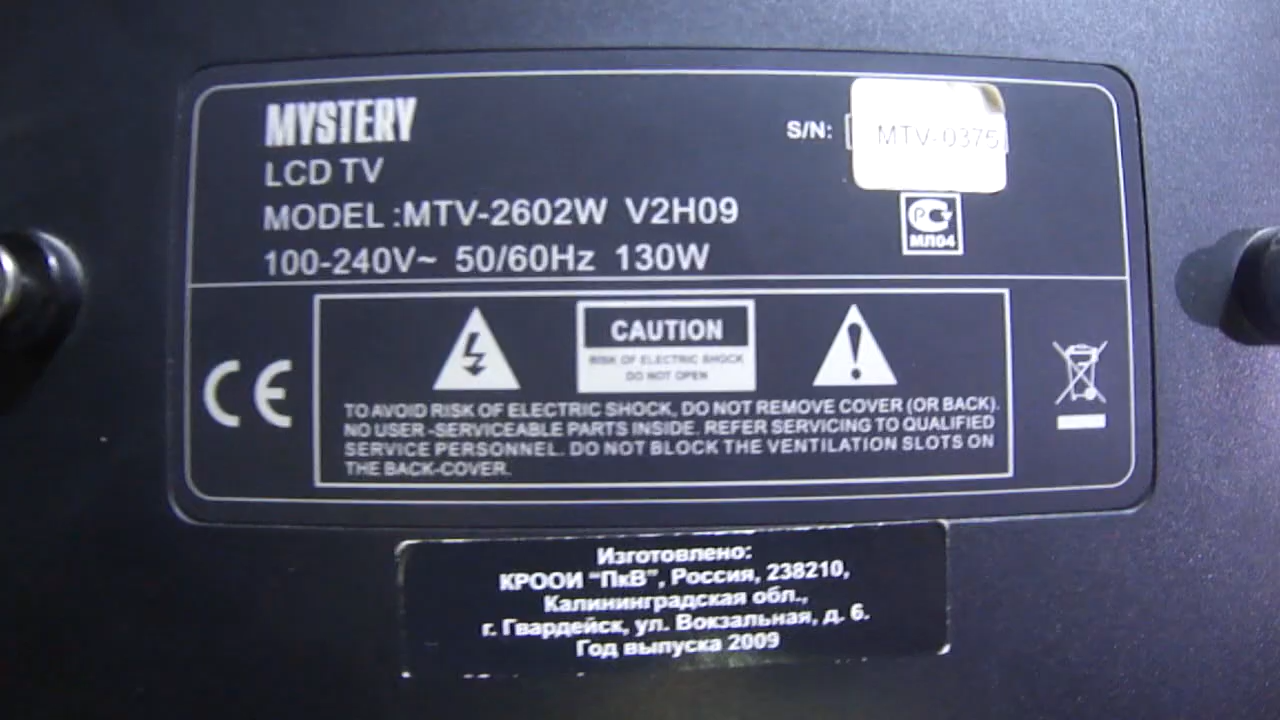 MYSTERY
LCD TV
MODEL :MTV-2602W V2H09
100-240V~ 50/60Hz 130W
S/N:
MTV-0375
РС
МЛ04
CE
CAUTION
RISK OF ELECTRIC SHOCK
DO NOT OPEN
TO AVOID RISK OF ELECTRIC SHOCK, DO NOT REMOVE COVER (OR BACK).
NO USER -SERVICEABLE PARTS INSIDE. REFER SERVICING TO QUALIFIED
SERVICE PERSONNEL. DO NOT BLOCK THE VENTILATION SLOTS ON
THE BACK-COVER.
Изготовлено:
КРООИ “ПкВ”, Россия, 238210,
Калининградская обл.,
г. Гвардейск, ул. Вокзальная, д. 6.
Год выпуска 2009